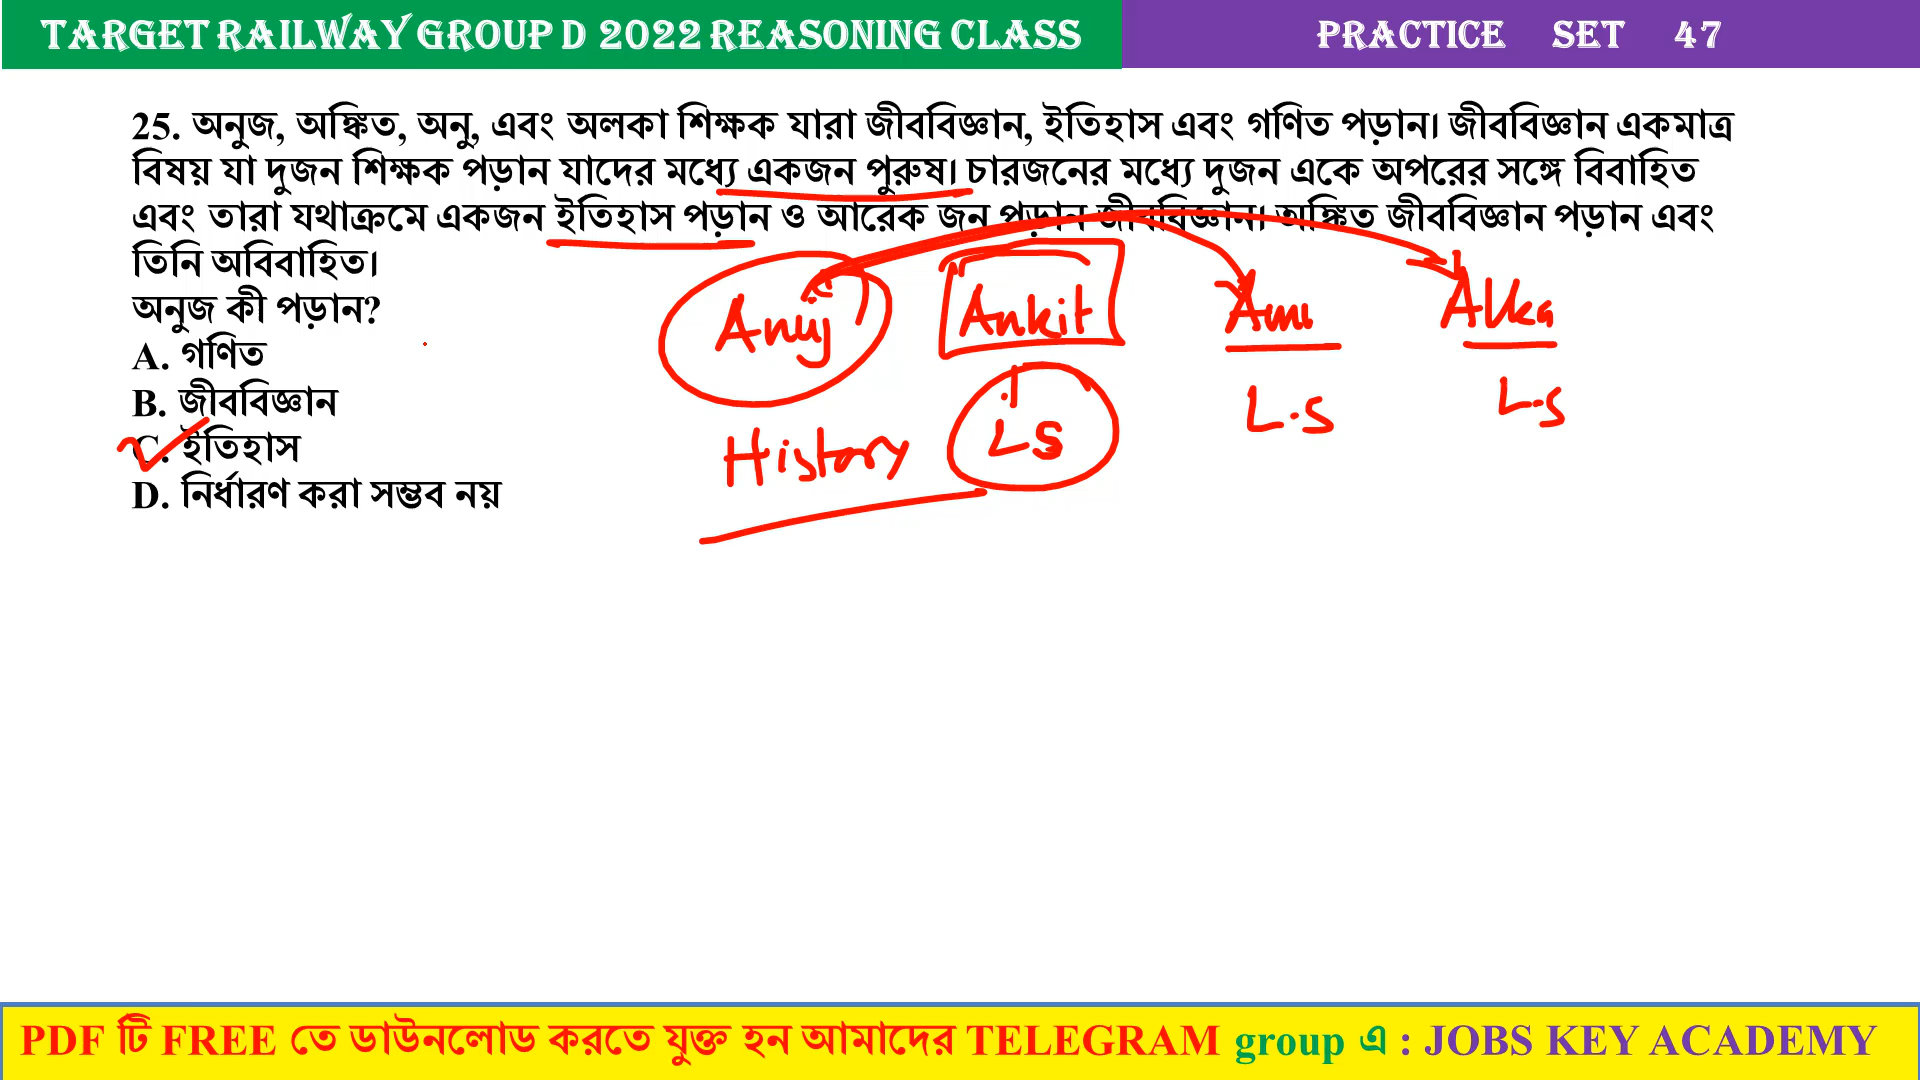 TARGET RAILWAY GROUP D 2022 REASONING CLASS
PRACTICE SET 47
25. অনুজ, অঙ্কিত, অনু, এবং অলকা শিক্ষক যারা জীববিজ্ঞান, ইতিহাস এবং গণিত পড়ান। জীববিজ্ঞান একমাত্র
বিষয় যা দুজন শিক্ষক পড়ান যাদের মধ্যে একজন পুরুষ। চারজনের মধ্যে দুজন একে অপরের সঙ্গে বিবাহিত
এবং তারা যথাক্রমে একজন ইতিহাস পড়ান ও আরেক জন পড়ান জীববিজ্ঞান। অঙ্কিত জীববিজ্ঞান পড়ান এবং
তিনি অবিবাহিত।
অনুজ কী পড়ান?
A. গণিত
B. জীববিজ্ঞান
C. ইতিহাস
D. নির্ধারণ করা সম্ভব নয়
Anuj Ankit Anu Alka
History LS L.S L.S
PDF টি FREE তে ডাউনলোড করতে যুক্ত হন আমাদের TELEGRAM group এ : JOBS KEY ACADEMY